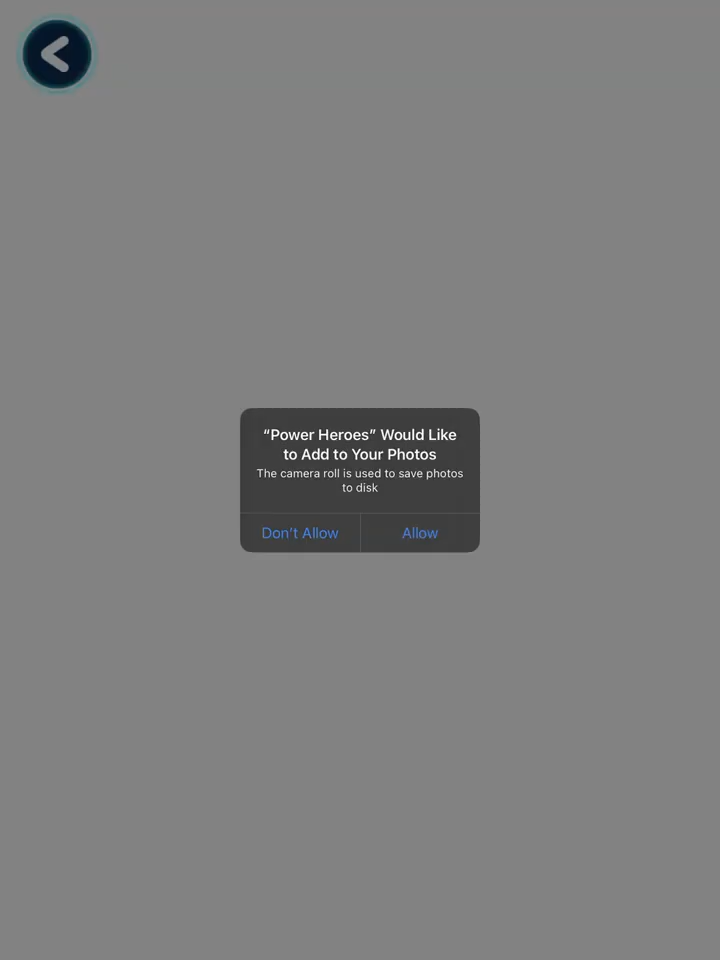 “Power Heroes” Would Like
to Add to Your Photos
The camera roll is used to save photos
to disk
Don’t Allow
Allow